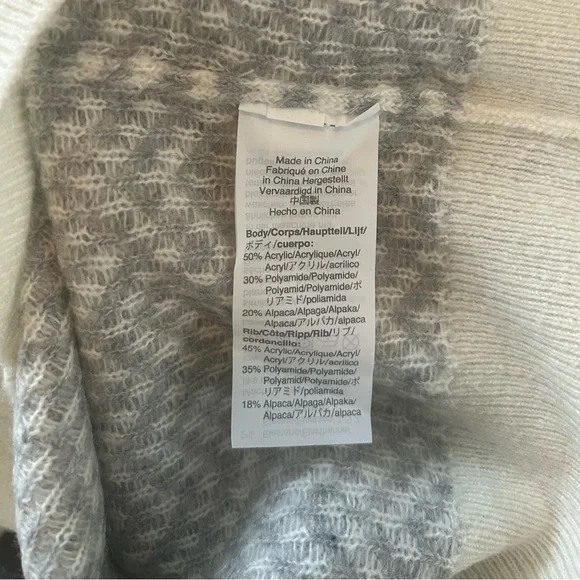 Made in China
Fabriqué en Chine
in China Hergestellt
Vervaardigd in China
中国製
Hecho en China
Body/Corps/Hauptteil/Lijf/
ボディ/cuerpo:
50% Acrylic/Acrylique/Acryl/
Acryl/アクリル/acrílico
30% Polyamide/Polyamide/
Polyamid/Polyamide/ポ
リアミド/poliamida
20% Alpaca/Alpaga/Alpaka/
Alpaca/アルパカ/alpaca
Rib/Côte/Ripp/Rib/リブ/
cordoncillo:
45% Acrylic/Acrylique/Acryl/
Acryl/アクリル/acrílico
35% Polyamide/Polyamide/
Polyamid/Polyamide/ポ
リアミド/poliamida
18% Alpaca/Alpaga/Alpaka/
Alpaca/アルパカ/alpaca